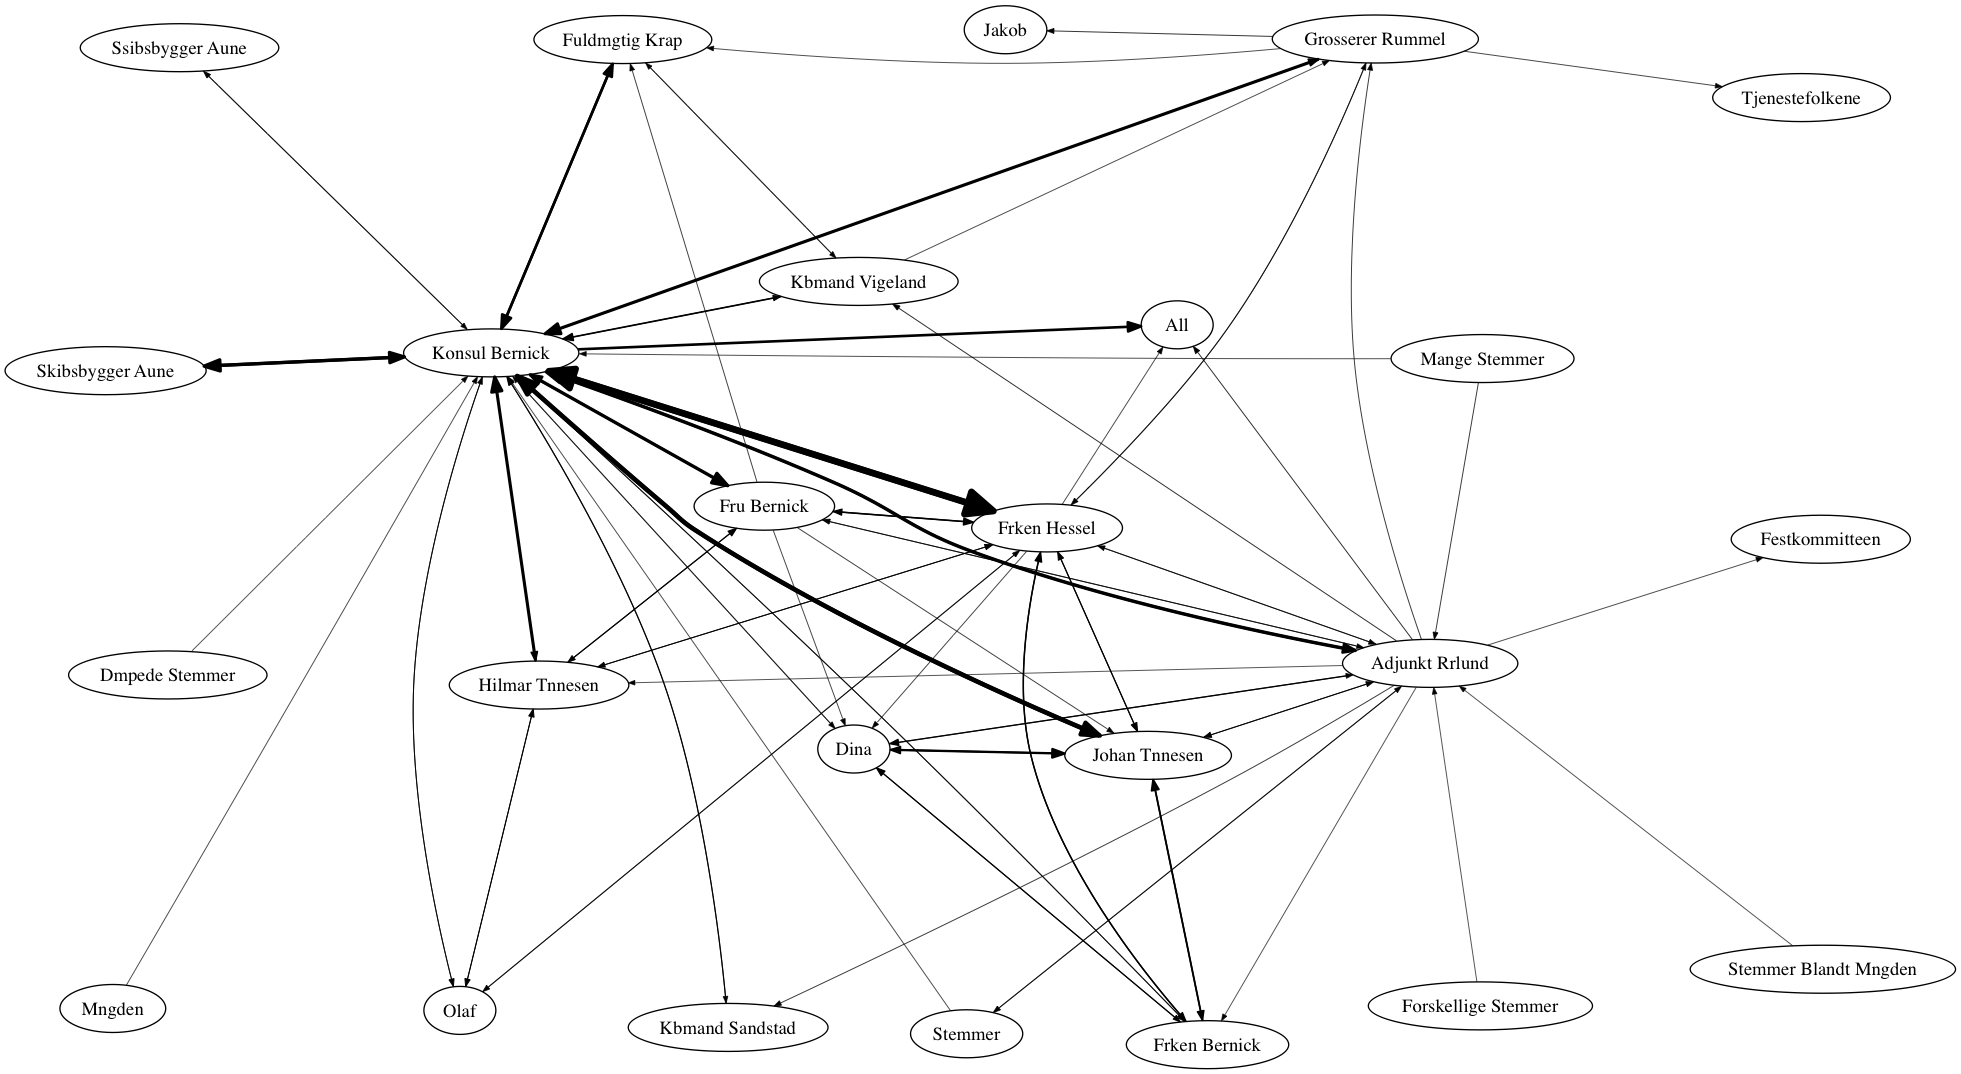 Jakob
Grosserer Rummel
Fuldmgtig Krap
Ssibsbygger Aune
Tjenestefolkene
Kbmand Vigeland
All
Konsul Bernick
Mange Stemmer
Skibsbygger Aune
Fru Bernick
Frken Hessel
Festkommitteen
Adjunkt Rrlund
Dmpede Stemmer
Hilmar Tnnesen
Dina
Johan Tnnesen
Stemmer Blandt Mngden
Forskellige Stemmer
Mngden
Olaf
Kbmand Sandstad
Stemmer
Frken Bernick